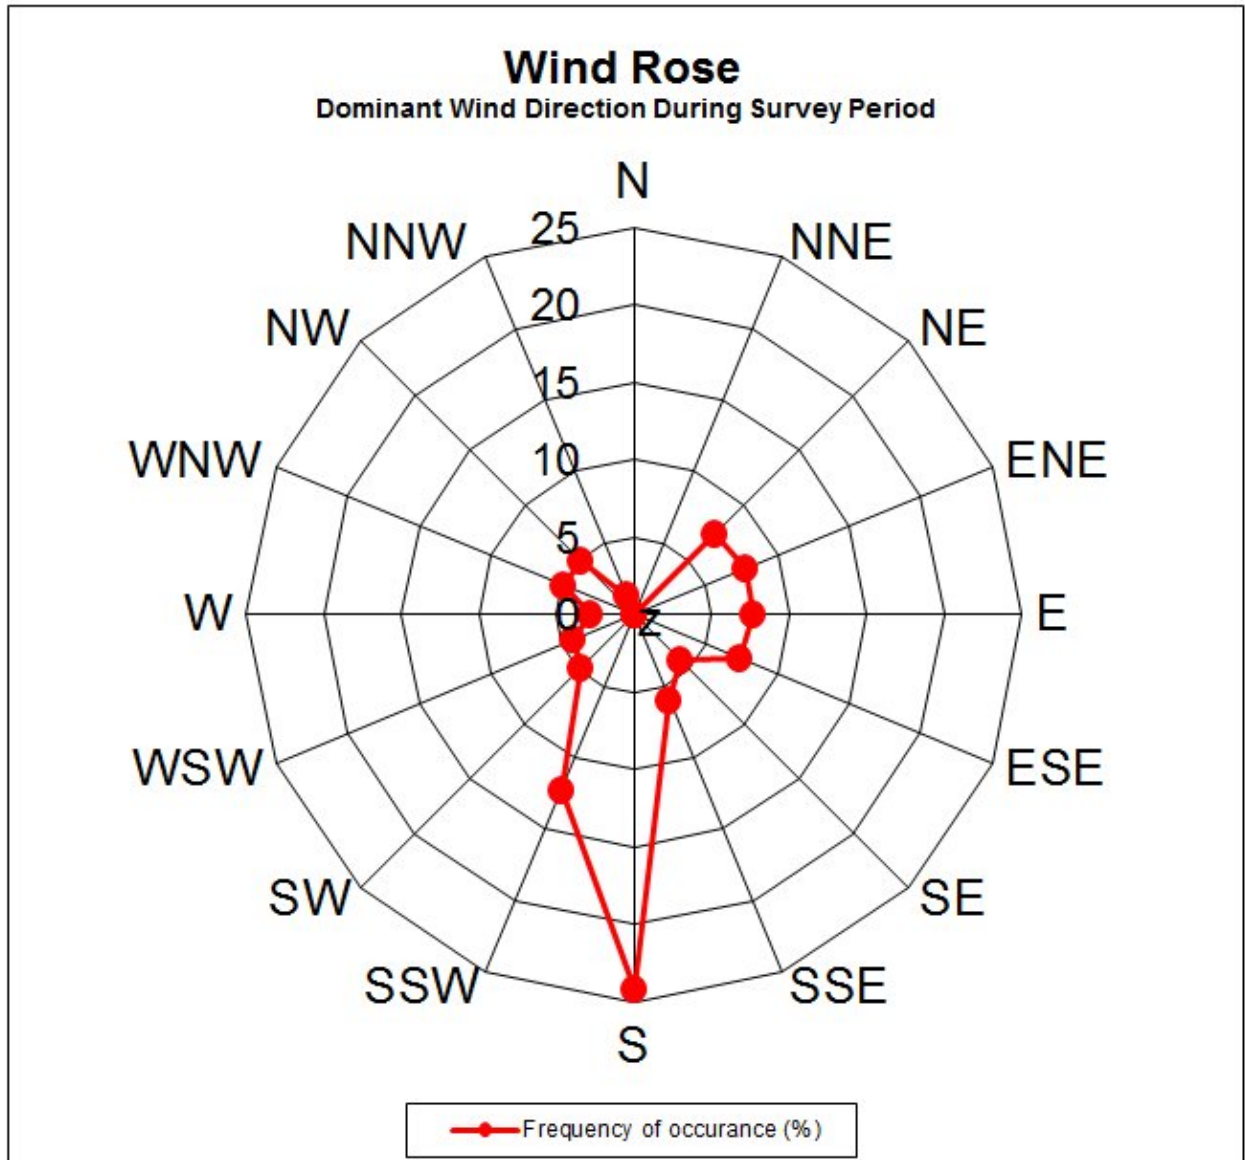 Wind Rose
Dominant Wind Direction During Survey Period
N
NNW
25
NNE
NW
20
NE
15
WNW
10
ENE
5
W
0
z
E
WSW
ESE
SW
SE
SSW
SSE
S
Frequency of occurance (%)